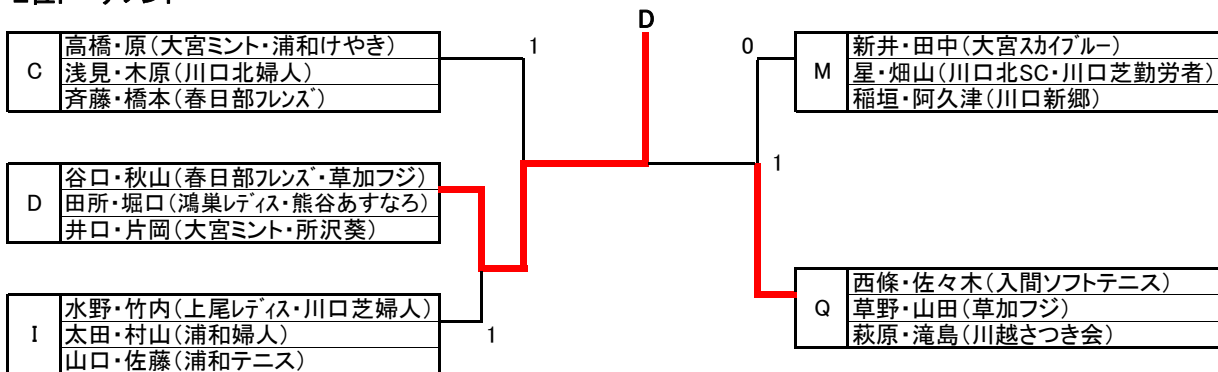 D
C
高橋・原(大宮ミント・浦和けやき)
浅見・木原(川口北婦人)
斉藤・橋本(春日部フレンズ)
1
D
谷口・秋山(春日部フレンズ・草加フジ)
田所・堀口(鴻巣レディス・熊谷あすなろ)
井口・片岡(大宮ミント・所沢葵)
I
水野・竹内(上尾レディス・川口芝婦人)
太田・村山(浦和婦人)
山口・佐藤(浦和テニス)
1
0
M
新井・田中(大宮スカイブルー)
星・畑山(川口北SC・川口芝勤労者)
稲垣・阿久津(川口新郷)
1
Q
西條・佐々木(入間ソフトテニス)
草野・山田(草加フジ)
萩原・滝島(川越さつき会)